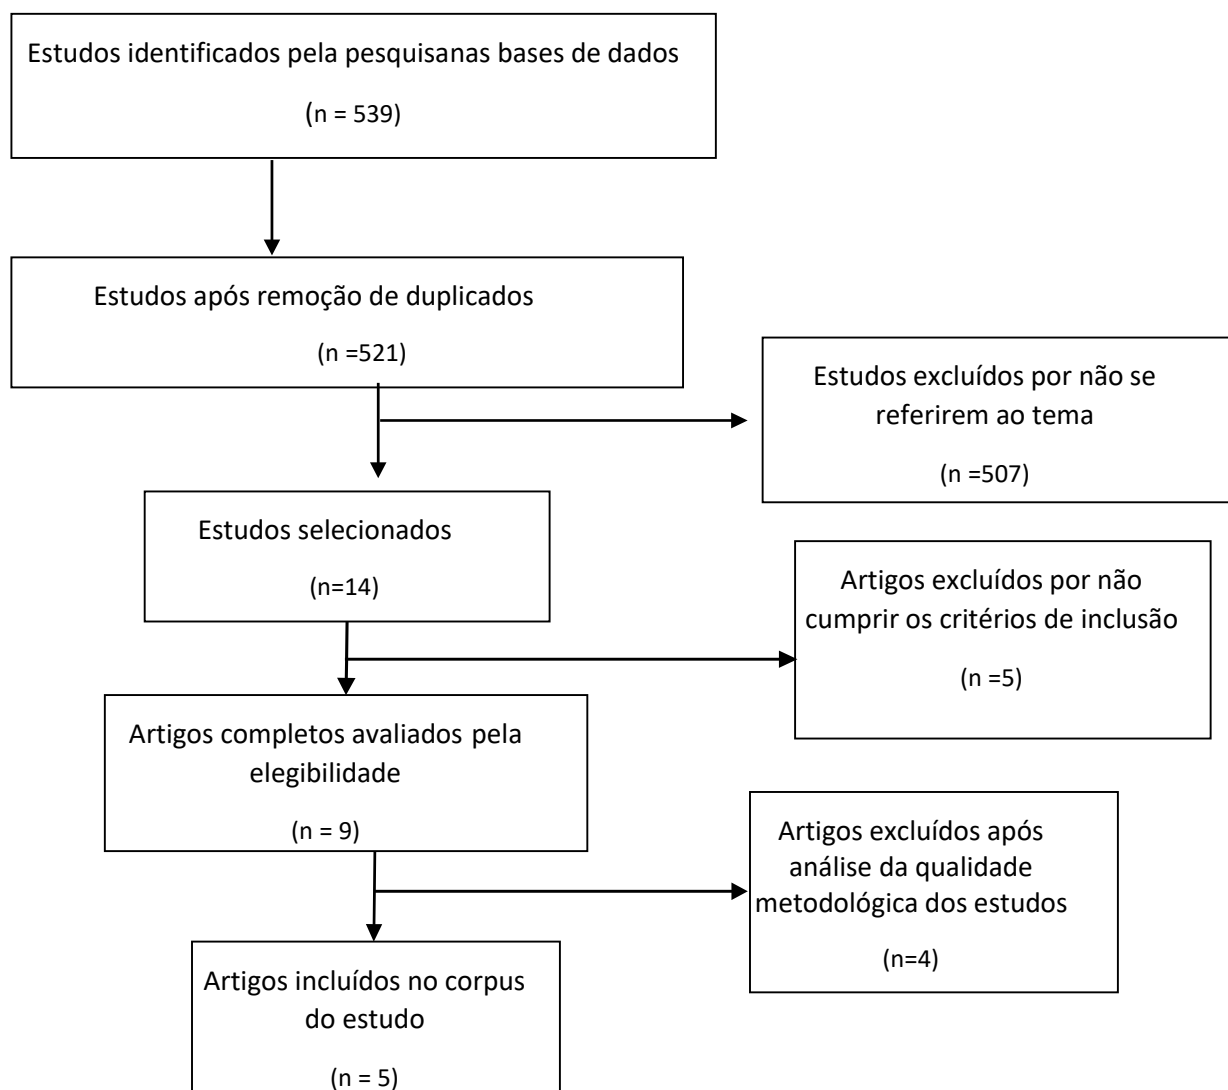 Estudos identificados pela pesquisanas bases de dados
(n = 539)
Estudos após remoção de duplicados
(n =521)
Estudos excluídos por não se
referirem ao tema
(n =507)
Estudos selecionados
(n=14)
Artigos excluídos por não
cumprir os critérios de inclusão
(n =5)
Artigos completos avaliados pela
elegibilidade
(n = 9)
Artigos excluídos após
análise da qualidade
metodológica dos estudos
(n=4)
Artigos incluídos no corpus
do estudo
(n = 5)